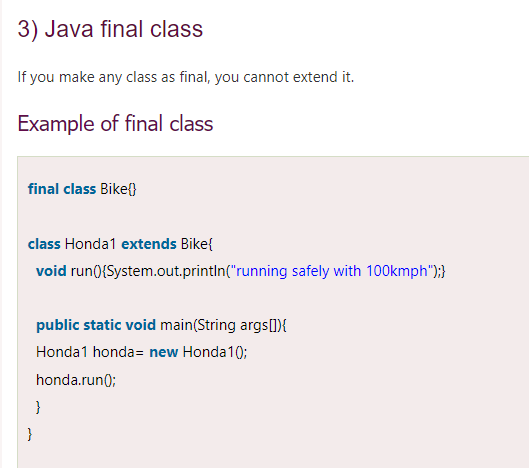 3) Java final class
If you make any class as final, you cannot extend it.
Example of final class
final class Bike{}
class Honda1 extends Bike{
void run(){System.out.println("running safely with 100kmph");}
public static void main(String args[]){
Honda1 honda= new Honda1();
honda.run();
}
}